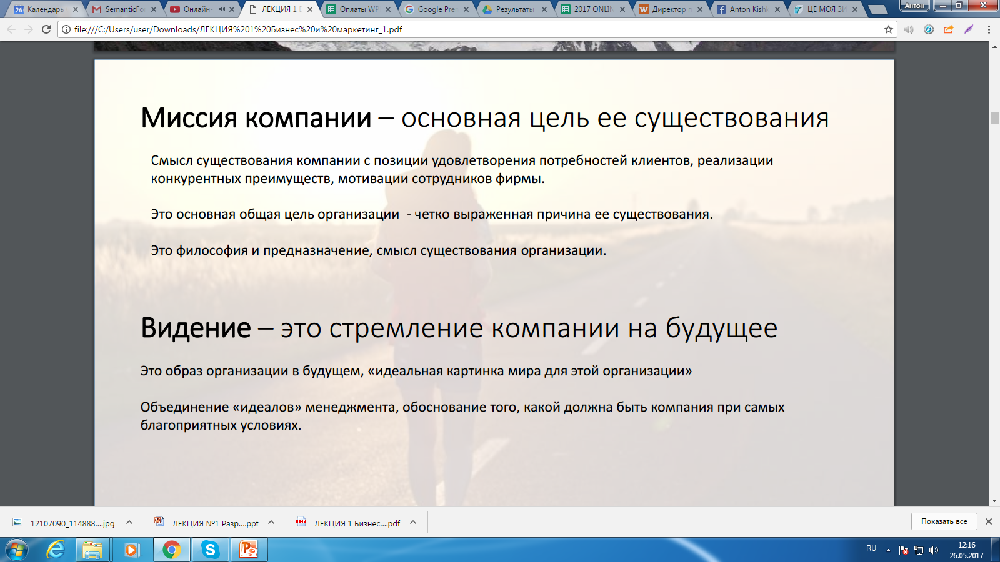 Календарь
SemanticFo
Онлайн-
ЛЕКЦИЯ 1 Б
Оплаты WP
Google Pre
Результаты
2017 ONLIN
Директор п
Anton Kishk
ЦЕ МОЯ ЗИ
Антон
file:///C:/Users/user/Downloads/ЛЕКЦИЯ%201%20Бизнес%20и%20маркетинг_1.pdf
Миссия компании – основная цель ее существования
Смысл существования компании с позиции удовлетворения потребностей клиентов, реализации
конкурентных преимуществ, мотивации сотрудников фирмы.
Это основная общая цель организации - четко выраженная причина ее существования.
Это философия и предназначение, смысл существования организации.
Видение – это стремление компании на будущее
Это образ организации в будущем, «идеальная картинка мира для этой организации»
Объединение «идеалов» менеджмента, обоснование того, какой должна быть компания при самых
благоприятных условиях.
12107090_114888....jpg
ЛЕКЦИЯ №1 Разр....ppt
ЛЕКЦИЯ 1 Бизнес....pdf
Показать все
RU
12:16
26.05.2017